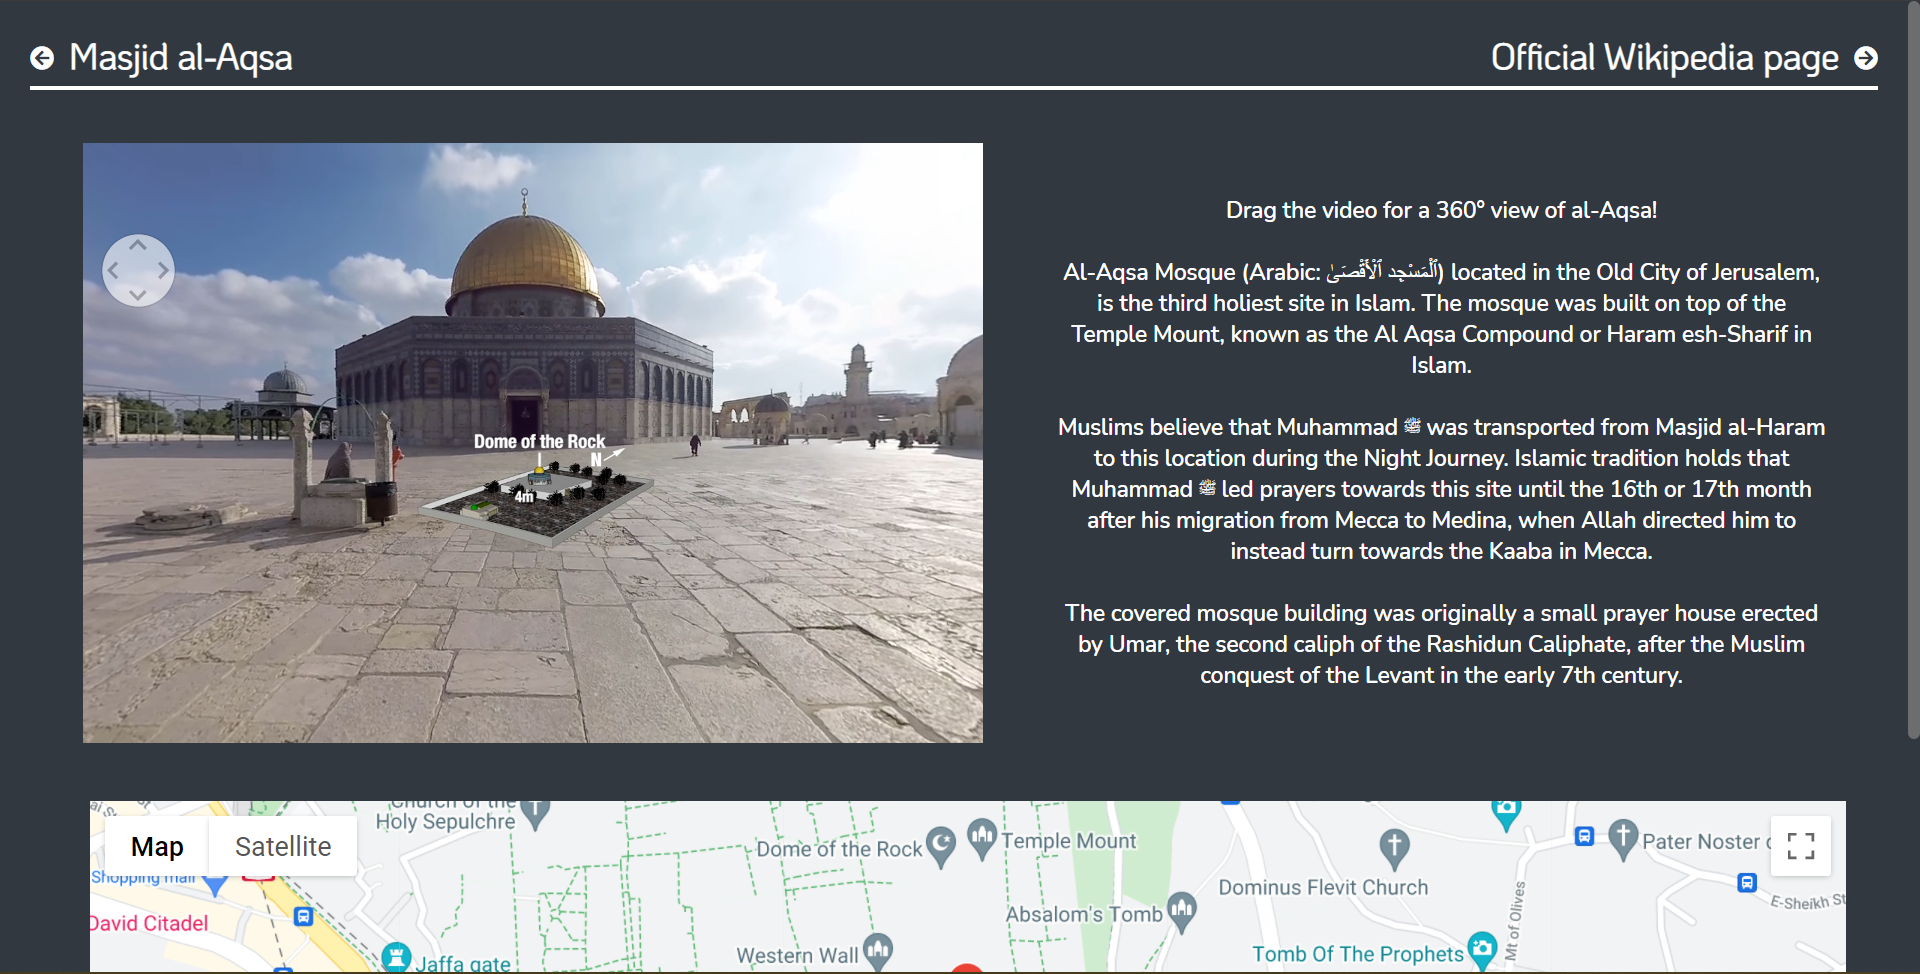 Masjid al-Aqsa
Official Wikipedia page
Dome of the Rock
N
4m
Drag the video for a 360° view of al-Aqsa!
Al-Aqsa Mosque (Arabic: ٱلْمَسْجِد ٱلْأَقْصَىٰ) located in the Old City of Jerusalem,
is the third holiest site in Islam. The mosque was built on top of the
Temple Mount, known as the Al Aqsa Compound or Haram esh-Sharif in
Islam.
Muslims believe that Muhammad ﷺ was transported from Masjid al-Haram
to this location during the Night Journey. Islamic tradition holds that
Muhammad ﷺ led prayers towards this site until the 16th or 17th month
after his migration from Mecca to Medina, when Allah directed him to
instead turn towards the Kaaba in Mecca.
The covered mosque building was originally a small prayer house erected
by Umar, the second caliph of the Rashidun Caliphate, after the Muslim
conquest of the Levant in the early 7th century.
Map
Satellite
Church of the
Holy Sepulchre
Dome of the Rock
Temple Mount
Pater Noster
Shopping mall
Dominus Flevit Church
David Citadel
Absalom's Tomb
Mt of Olives
E-Sheikh St
Western Wall
Tomb Of The Prophets
Jaffa gate